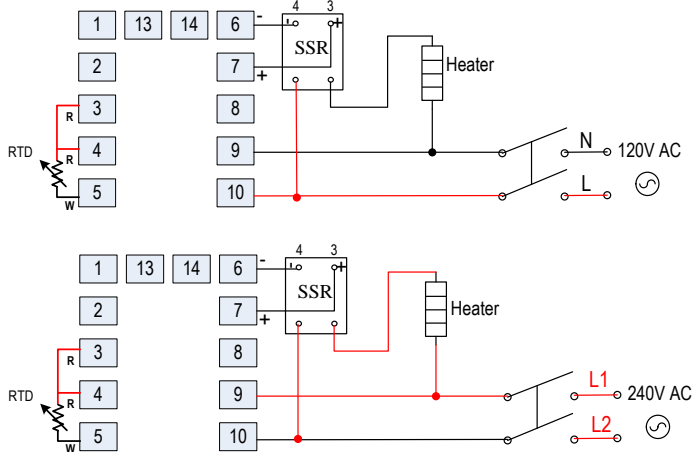 4 3
1 13 14 6 - - +
SSR
2 7 + Heater
3 8
R
RTD R 4 9 N 120V AC
5 10 L
W
4 3
1 13 14 6 - - +
SSR
2 7 + Heater
3 8
R
RTD R 4 9 L1 240V AC
5 10 L2
W